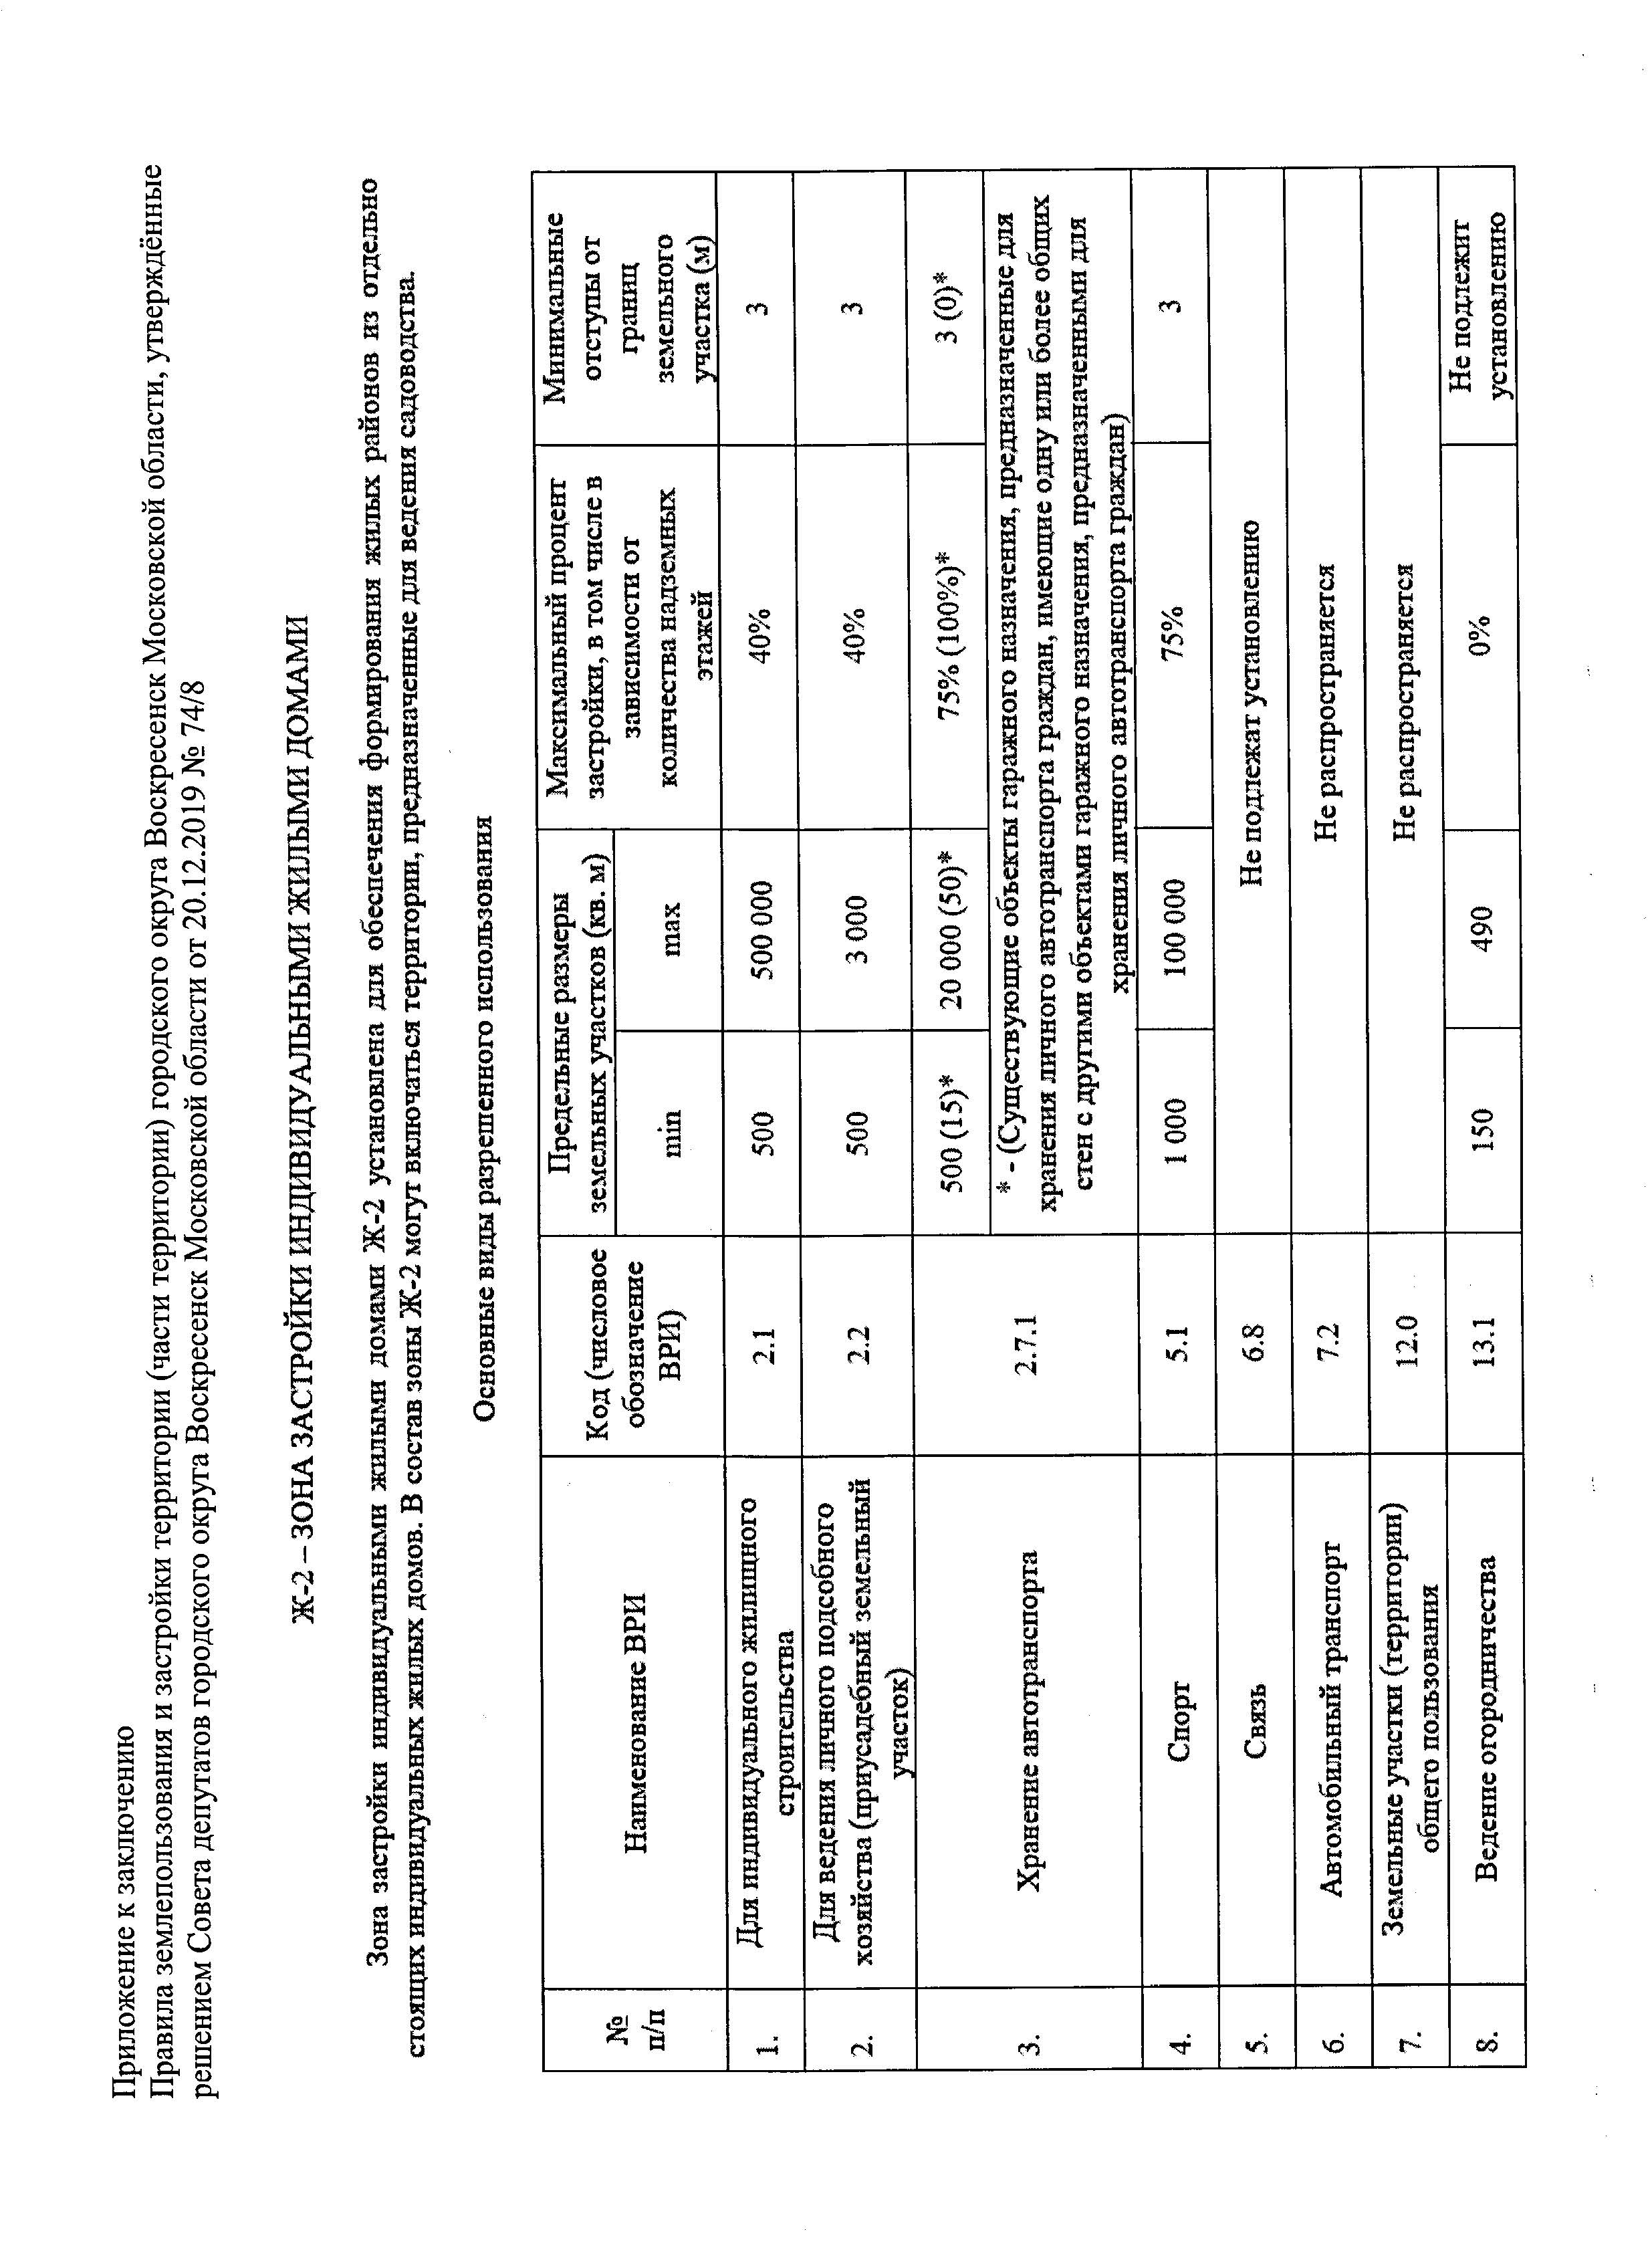 Приложение к заключению
Правила землепользования и застройки территории (части территории) городского округа Воскресенск Московской области, утверждённые
решением Совета депутатов городского округа Воскресенск Московской области от 20.12.2019 № 74/8
Ж-2 – ЗОНА ЗАСТРОЙКИ ИНДИВИДУАЛЬНЫМИ ЖИЛЫМИ ДОМАМИ
Зона застройки индивидуальными жилыми домами Ж-2 установлена для обеспечения формирования жилых районов из отдельно
стоящих индивидуальных жилых домов. В состав зоны Ж-2 могут включаться территории, предназначенные для ведения садоводства.
Основные виды разрешенного использования
№
п/п
Наименование ВРИ
Код (числовое
обозначение
ВРИ)
Предельные размеры
земельных участков (кв. м)
min
max
Максимальный процент
застройки, в том числе в
зависимости от
количества надземных
этажей
Минимальные
отступы от
границ
земельного
участка (м)
1.
Для индивидуального жилищного
строительства
2.1
500
500 000
40%
3
2.
Для ведения личного подсобного
хозяйства (приусадебный земельный
участок)
2.2
500
3 000
40%
3
3.
Хранение автотранспорта
2.7.1
500 (15)*
20 000 (50)*
75% (100%)*
3 (0)*
* - (Существующие объекты гаражного назначения, предназначенные для
хранения личного автотранспорта граждан, имеющие одну или более общих
стен с другими объектами гаражного назначения, предназначенными для
хранения личного автотранспорта граждан)
4.
Спорт
5.1
1 000
100 000
75%
3
5.
Связь
6.8
Не подлежат установлению
6.
Автомобильный транспорт
7.2
Не распространяется
7.
Земельные участки (территории)
общего пользования
12.0
Не распространяется
8.
Ведение огородничества
13.1
150
490
0%
Не подлежит
установлению